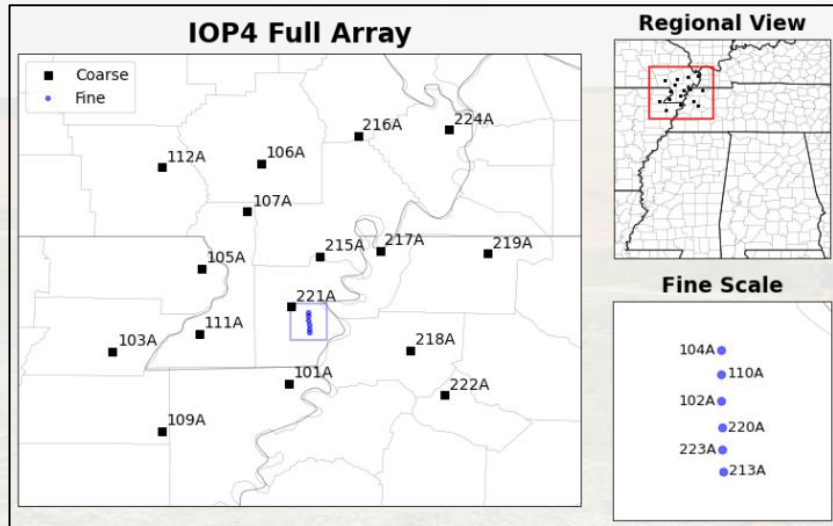 IOP4 Full Array
Coarse
Fine
224A
216A
112A
106A
107A
217A
215A
219A
105A
221A
111A
103A
218A
101A
222A
109A
Regional View
Fine Scale
104A
110A
102A
220A
223A
213A